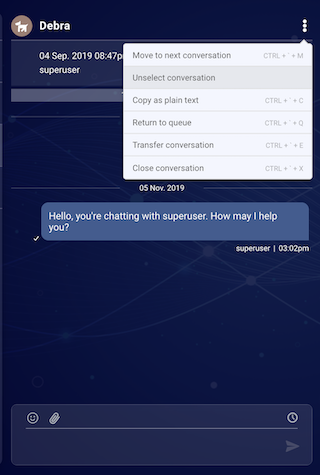 Debra
04 Sep. 2019 08:47p
superuser
Move to next conversation CTRL + ` + M
Unselect conversation
Copy as plain text CTRL + ` + C
Return to queue CTRL + ` + Q
Transfer conversation CTRL + ` + E
Close conversation CTRL + ` + X
05 Nov. 2019
Hello, you're chatting with superuser. How may I help
you?
superuser | 03:02pm